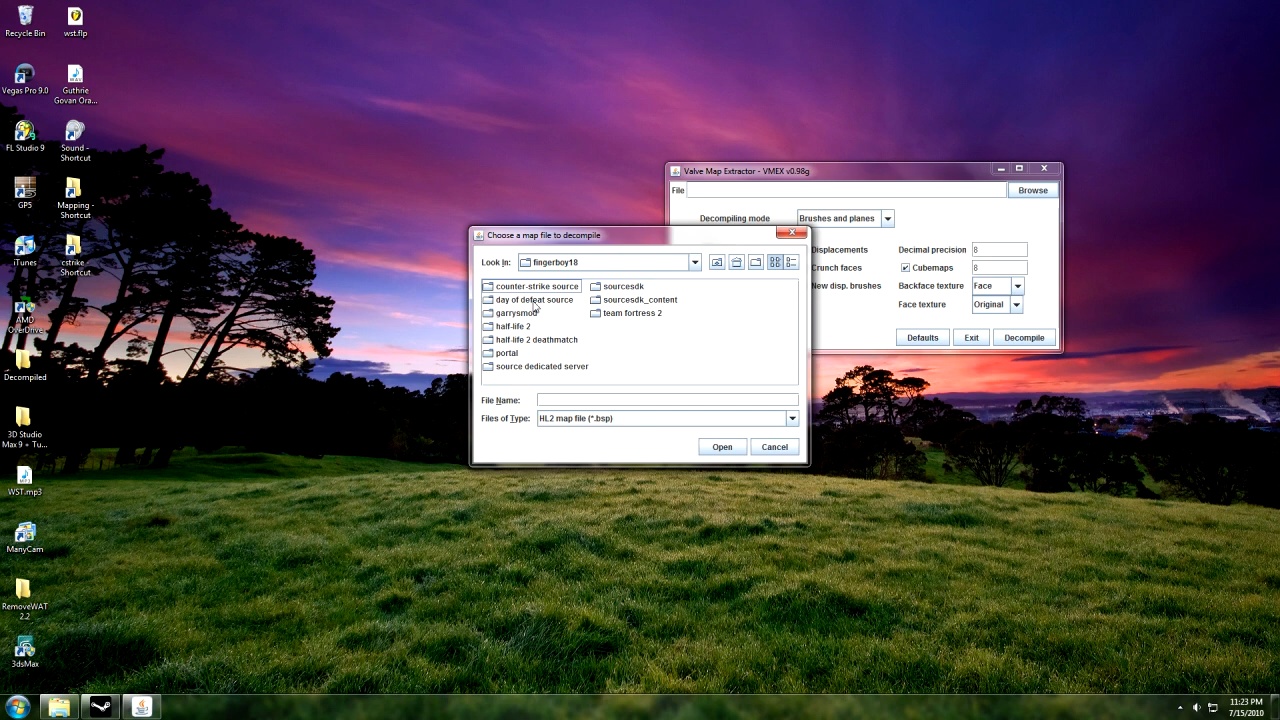 Recycle Bin
wst.flp
Vegas Pro 9.0
Guthrie
Govan Ora...
FL Studio 9
Sound -
Shortcut
GP5
Mapping -
Shortcut
iTunes
cstrike -
Shortcut
AMD
OverDrive
Decompiled
3D Studio
Max 9 + Tu...
WST.mp3
ManyCam
RemoveWAT
2.2
3dsMax
Valve Map Extractor - VMEX v0.98g
File
Browse
Decompiling mode
Brushes and planes
Displacements
Decimal precision
8
Crunch faces
Cubemaps
8
New disp. brushes
Backface texture
Face
Face texture
Original
Defaults
Exit
Decompile
Choose a map file to decompile
Look In:
fingerboy18
counter-strike source
sourcesdk
day of defeat source
sourcesdk_content
garrysmod
team fortress 2
half-life 2
half-life 2 deathmatch
portal
source dedicated server
File Name:
Files of Type:
HL2 map file (*.bsp)
Open
Cancel
11:23 PM
7/15/2010